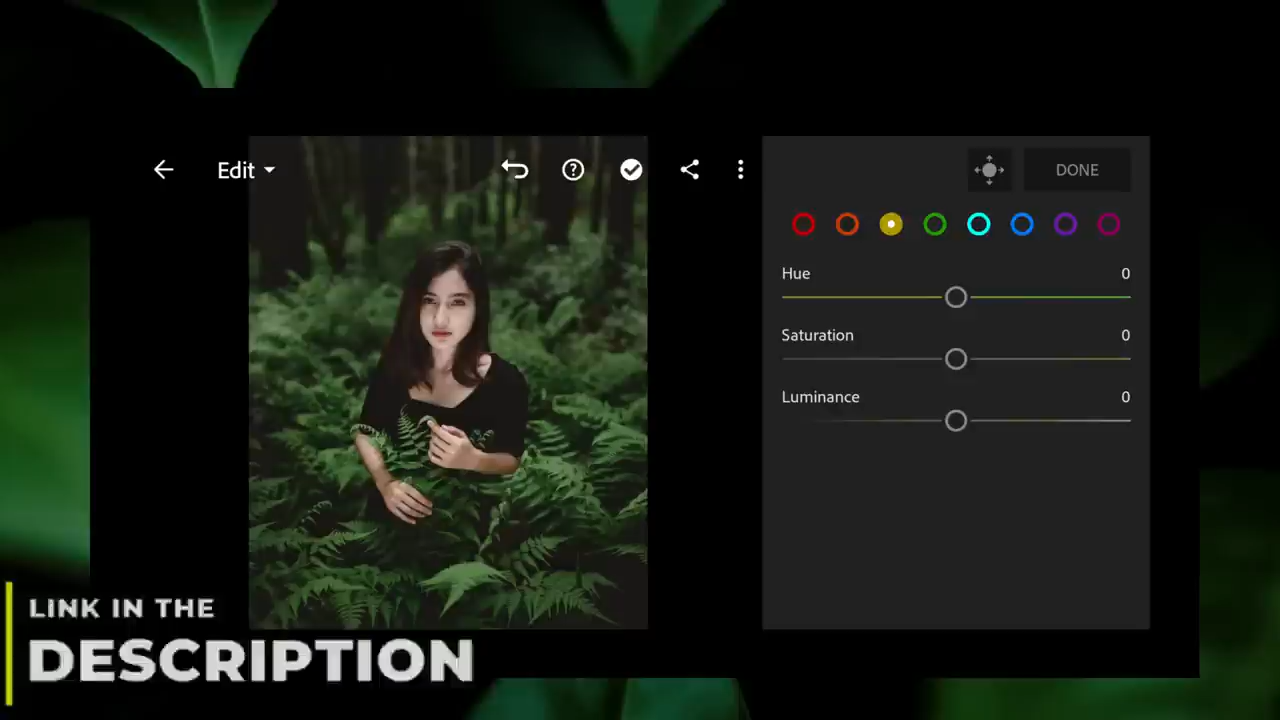 Edit
DONE
Hue 0
Saturation 0
Luminance 0
LINK IN THE
DESCRIPTION